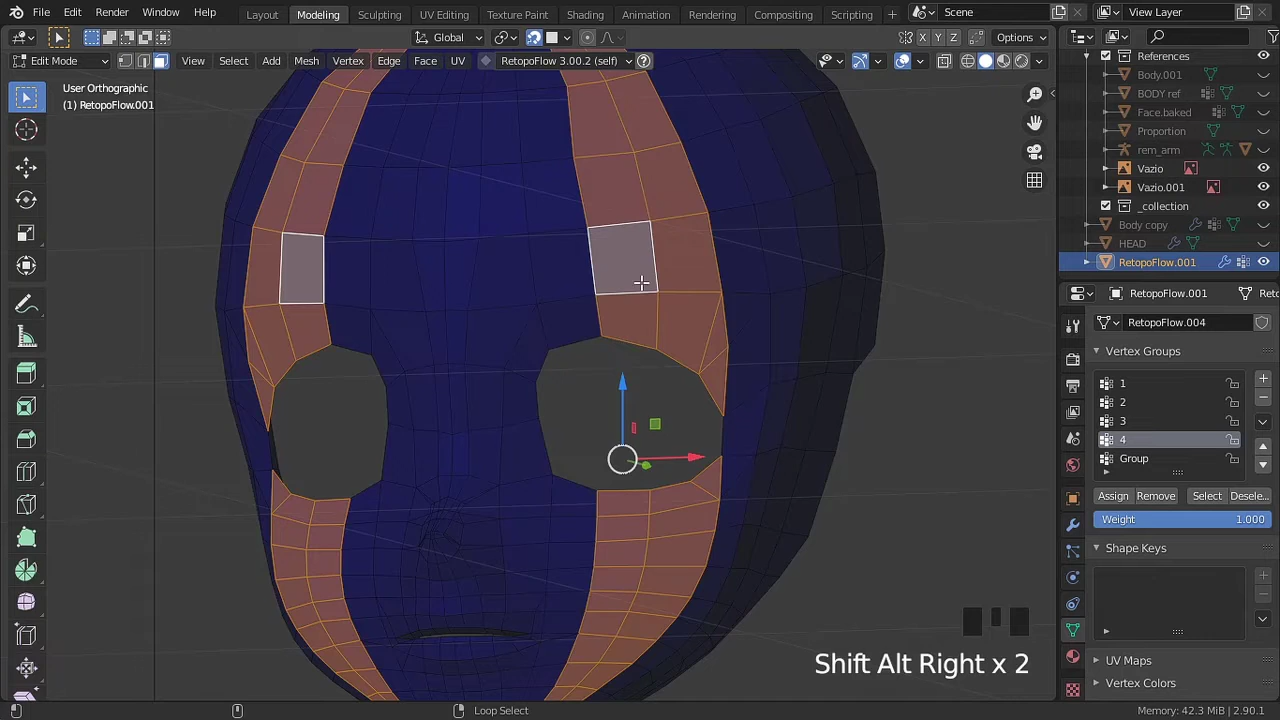 File Edit Render Window Help
Layout Modeling Sculpting UV Editing Texture Paint Shading Animation Rendering Compositing Scripting
Scene
View Layer
Global
X Y Z
Options
Edit Mode
View Select Add Mesh Vertex Edge Face UV
RetopoFlow 3.00.2 (self)
User Orthographic
(1) RetopoFlow.001
References
Body.001
BODY ref
Face.baked
Proportion
rem_arm
Vazio
Vazio.001
_collection
Body copy
HEAD
RetopoFlow.001
RetopoFlow.001
RetopoFlow.004
Vertex Groups
1
2
3
4
Group
Assign Remove Select Desele...
Weight 1.000
Shape Keys
UV Maps
Vertex Colors
Shift Alt Right x 2
Loop Select
Memory: 42.3 MiB | 2.90.1